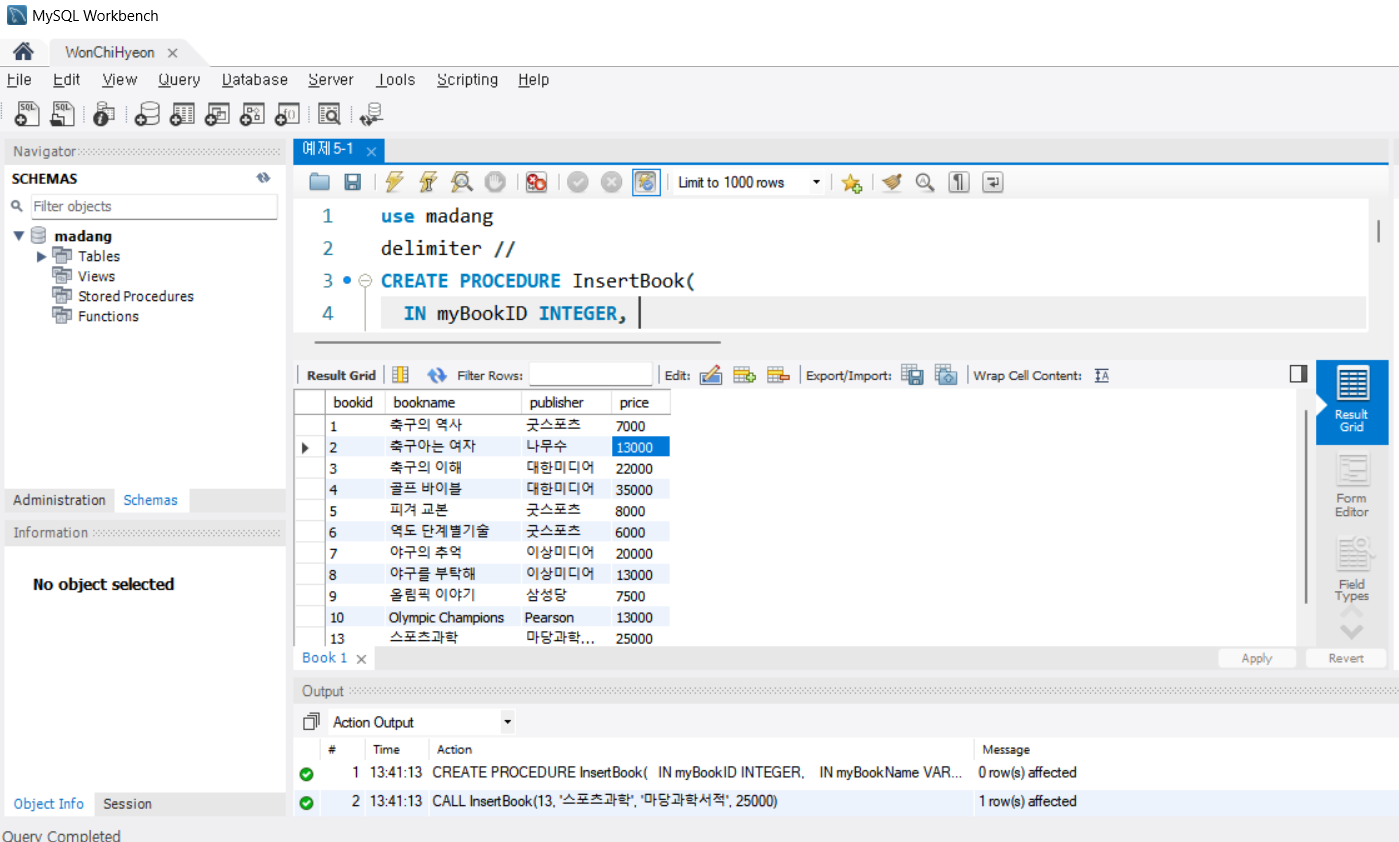 MySQL Workbench
WonChiHyeon
File Edit View Query Database Server Tools Scripting Help
Navigator
SCHEMAS
Filter objects
madang
Tables
Views
Stored Procedures
Functions
Administration Schemas
Information
No object selected
Object Info Session
Query Completed
예제5-1
Limit to 1000 rows
1 use madang
2 delimiter //
3 CREATE PROCEDURE InsertBook(
4 IN myBookID INTEGER,
Result Grid Filter Rows: Edit: Export/Import: Wrap Cell Content:
bookid bookname publisher price
1 축구의 역사 굿스포츠 7000
2 축구아는 여자 나무수 13000
3 축구의 이해 대한미디어 22000
4 골프 바이블 대한미디어 35000
5 피겨 교본 굿스포츠 8000
6 역도 단계별기술 굿스포츠 6000
7 야구의 추억 이상미디어 20000
8 야구를 부탁해 이상미디어 13000
9 올림픽 이야기 삼성당 7500
10 Olympic Champions Pearson 13000
13 스포츠과학 마당과학... 25000
Result
Grid
Form
Editor
Field
Types
Book 1
Apply Revert
Output
Action Output
# Time Action Message
1 13:41:13 CREATE PROCEDURE InsertBook( IN myBookID INTEGER, IN myBookName VAR... 0 row(s) affected
2 13:41:13 CALL InsertBook(13, '스포츠과학', '마당과학서적', 25000) 1 row(s) affected